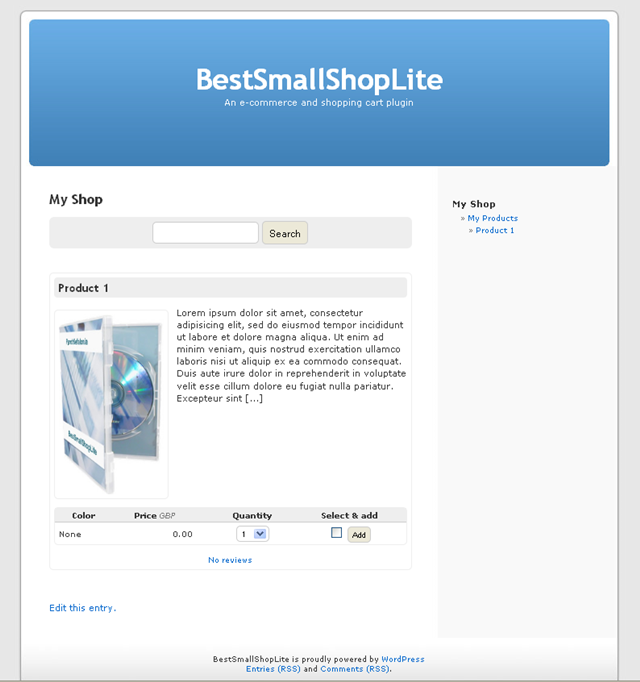 BestSmallShopLite
An e-commerce and shopping cart plugin
My Shop
Search
Product 1
Lorem ipsum dolor sit amet, consectetur
adipisicing elit, sed do eiusmod tempor incididunt
ut labore et dolore magna aliqua. Ut enim ad
minim veniam, quis nostrud exercitation ullamco
laboris nisi ut aliquip ex ea commodo consequat.
Duis aute irure dolor in reprehenderit in voluptate
velit esse cillum dolore eu fugiat nulla pariatur.
Excepteur sint [...]
BestSmallShopLite
Color Price GBP Quantity Select & add
None 0.00 1 Add
No reviews
Edit this entry.
My Shop
» My Products
» Product 1
BestSmallShopLite is proudly powered by WordPress
Entries (RSS) and Comments (RSS).